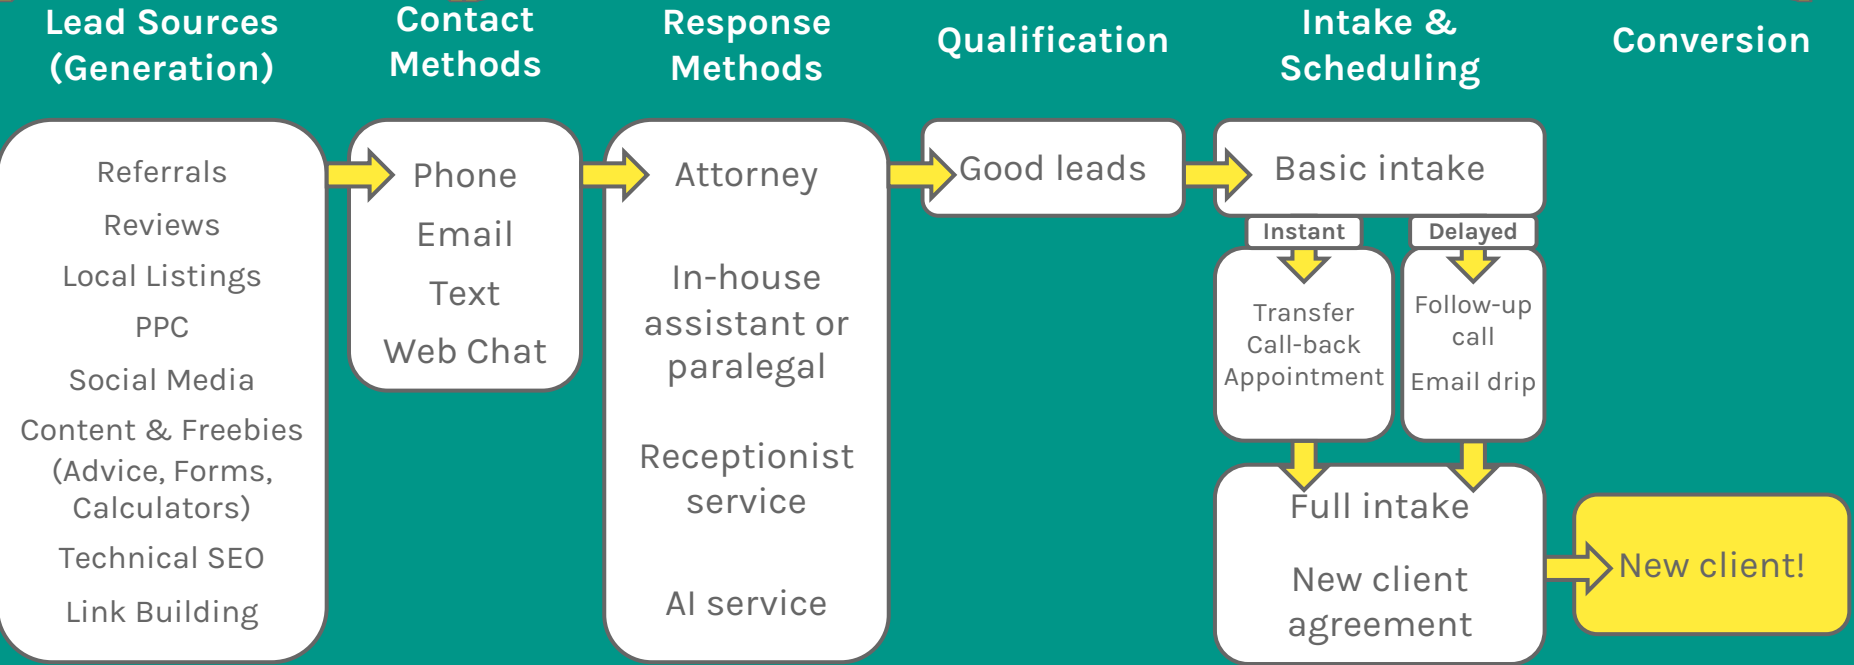 Lead Sources
(Generation)
Contact
Methods
Response
Methods
Qualification
Intake &
Scheduling
Conversion
Referrals
Reviews
Local Listings
PPC
Social Media
Content & Freebies
(Advice, Forms,
Calculators)
Technical SEO
Link Building
Phone
Email
Text
Web Chat
Attorney
In-house
assistant or
paralegal
Receptionist
service
AI service
Good leads
Basic intake
Instant
Transfer
Call-back
Appointment
Delayed
Follow-up
call
Email drip
Full intake
New client
agreement
New client!